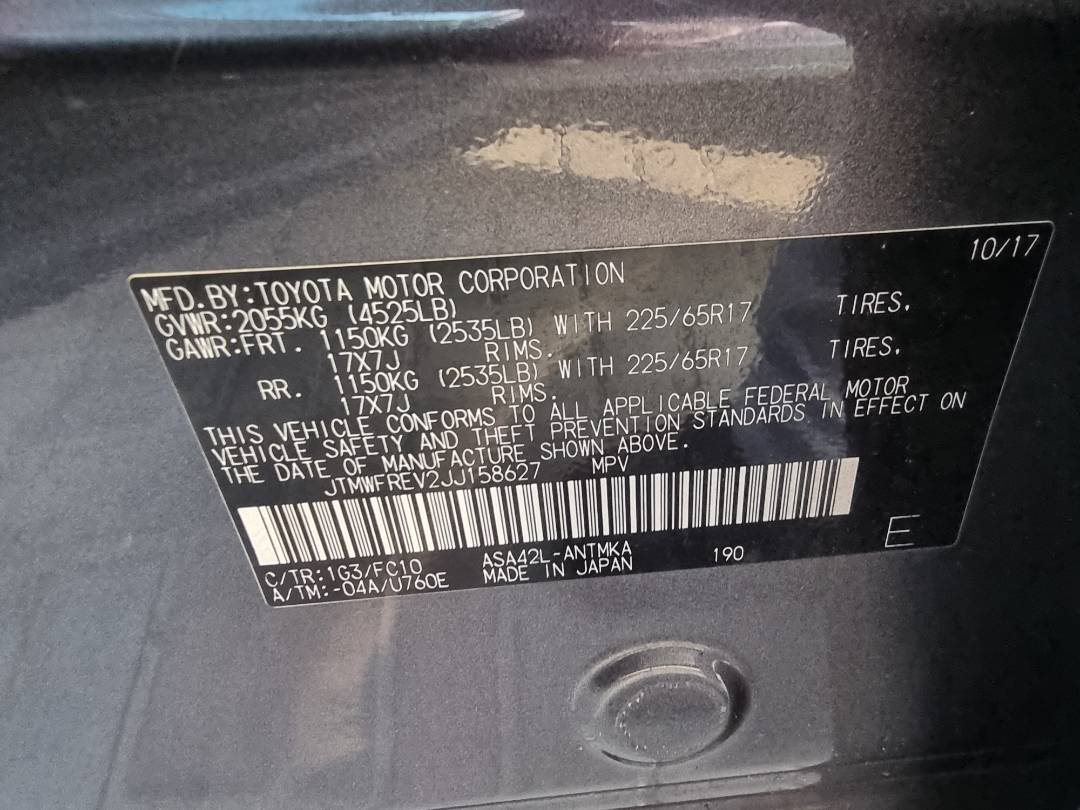 10/17
MFD.BY:TOYOTA MOTOR CORPORATION
GVWR:2055KG (4525LB)
GAWR:FRT. 1150KG (2535LB) WITH 225/65R17 TIRES.
17X7J RIMS.
RR. 1150KG (2535LB) WITH 225/65R17 TIRES.
17X7J RIMS.
THIS VEHICLE CONFORMS TO ALL APPLICABLE FEDERAL MOTOR
VEHICLE SAFETY AND THEFT PREVENTION STANDARDS IN EFFECT ON
THE DATE OF MANUFACTURE SHOWN ABOVE.
JTMWFREV2JJ158627 MPV
E
C/TR:1G3/FC10 ASA42L-ANTMKA 190
A/TM:-04A/U760E MADE IN JAPAN